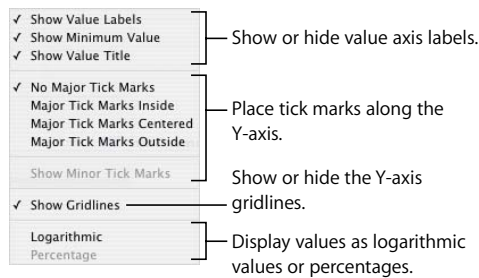 ✓ Show Value Labels
✓ Show Minimum Value
✓ Show Value Title
Show or hide value axis labels.
✓ No Major Tick Marks
Major Tick Marks Inside
Major Tick Marks Centered
Major Tick Marks Outside
Show Minor Tick Marks
Place tick marks along the
Y-axis.
✓ Show Gridlines
Show or hide the Y-axis
gridlines.
Logarithmic
Percentage
Display values as logarithmic
values or percentages.